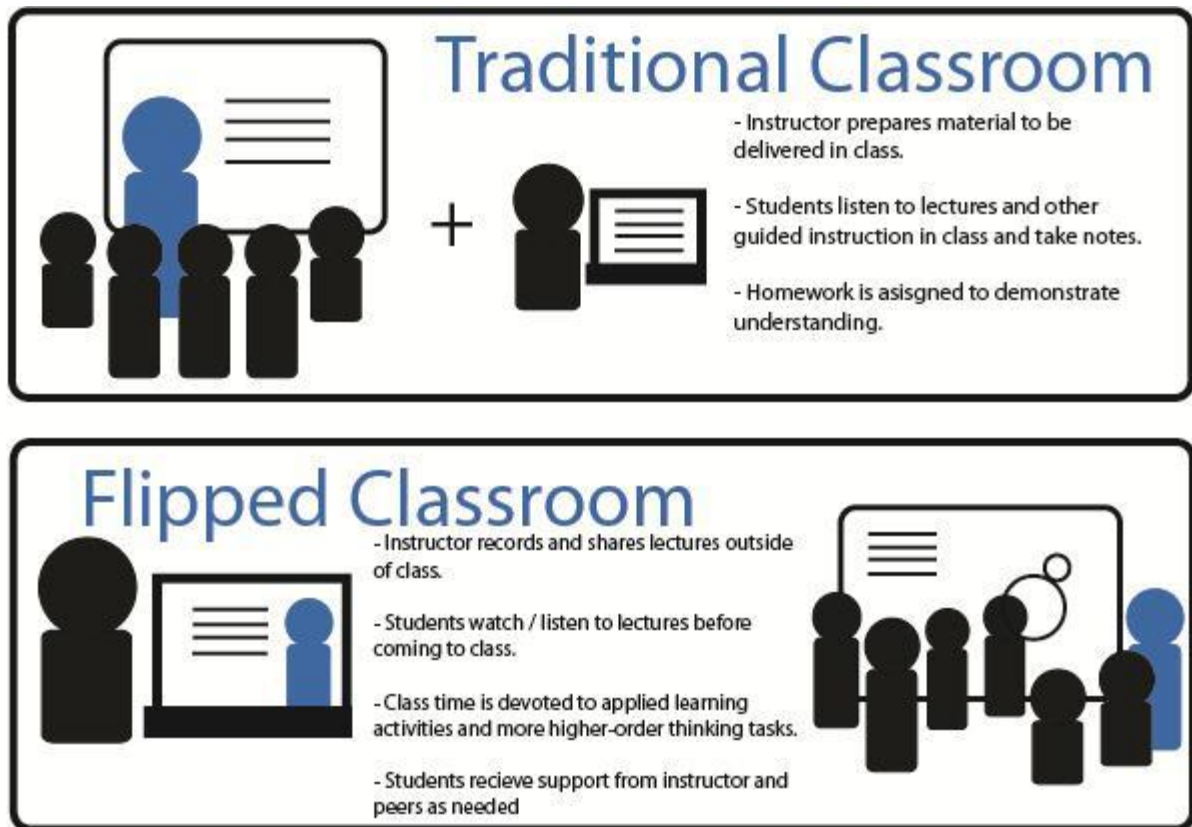 Traditional Classroom
- Instructor prepares material to be
delivered in class.
- Students listen to lectures and other
guided instruction in class and take notes.
- Homework is asisgned to demonstrate
understanding.
Flipped Classroom
- Instructor records and shares lectures outside
of class.
- Students watch / listen to lectures before
coming to class.
- Class time is devoted to applied learning
activities and more higher-order thinking tasks.
- Students recieve support from instructor and
peers as needed